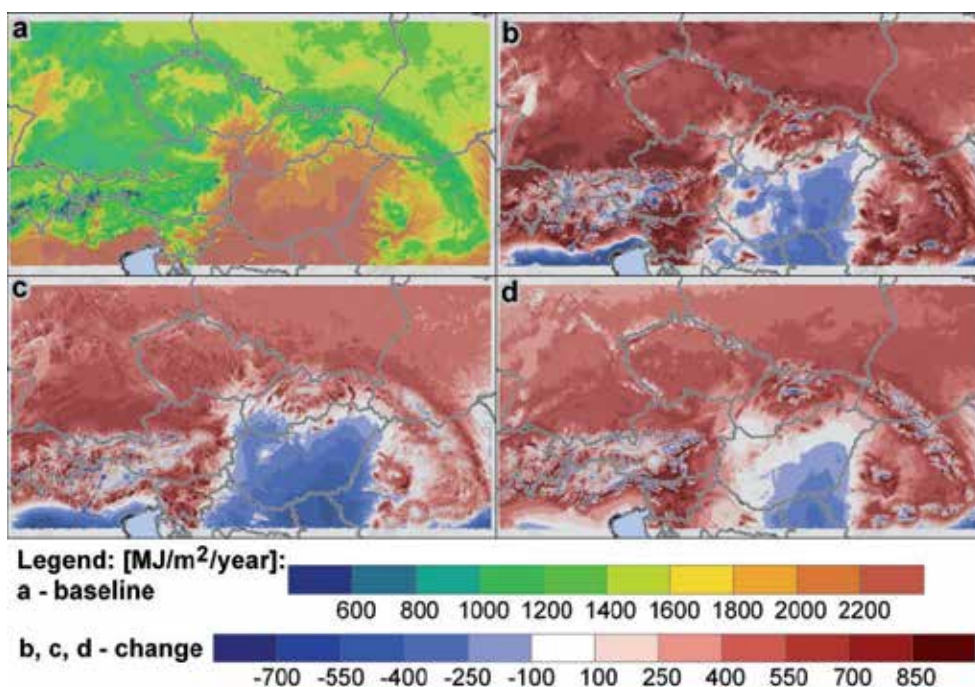 a
b
c
d
Legend: [MJ/m²/year]:
a - baseline
600 800 1000 1200 1400 1600 1800 2000 2200
b, c, d - change
-700 -550 -400 -250 -100 100 250 400 550 700 850